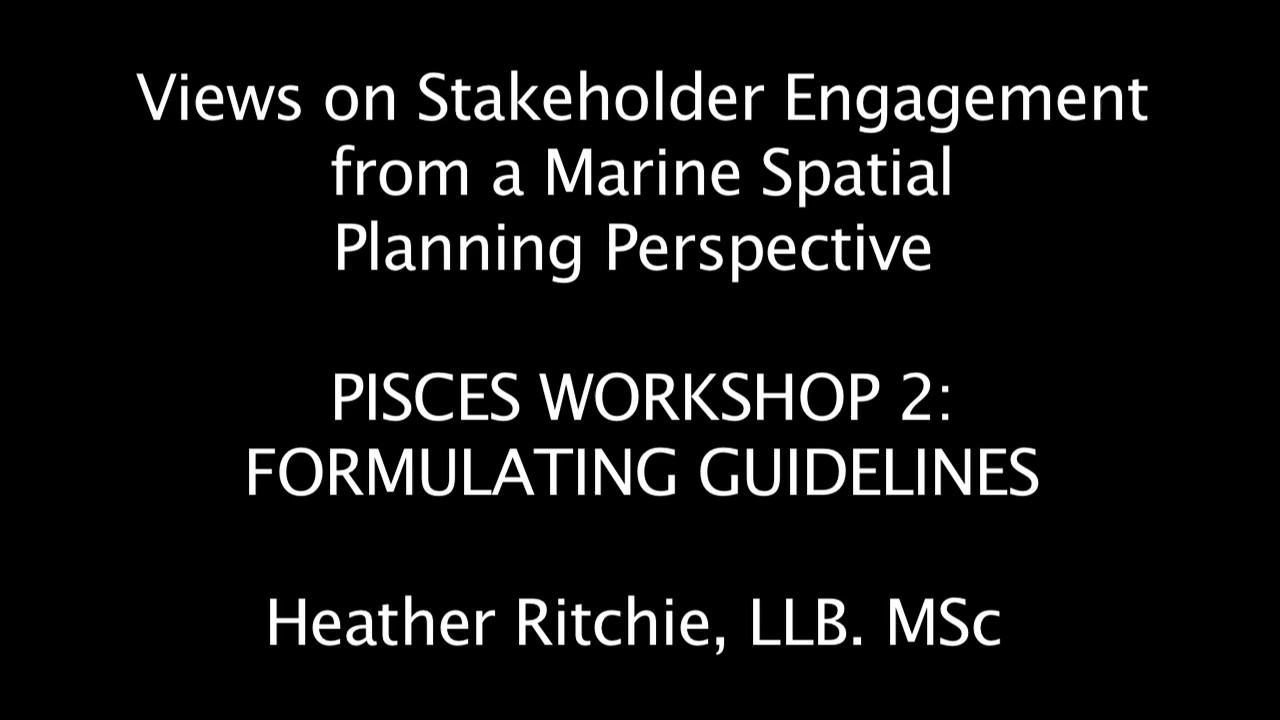 Views on Stakeholder Engagement
from a Marine Spatial
Planning Perspective
PISCES WORKSHOP 2:
FORMULATING GUIDELINES
Heather Ritchie, LLB. MSc